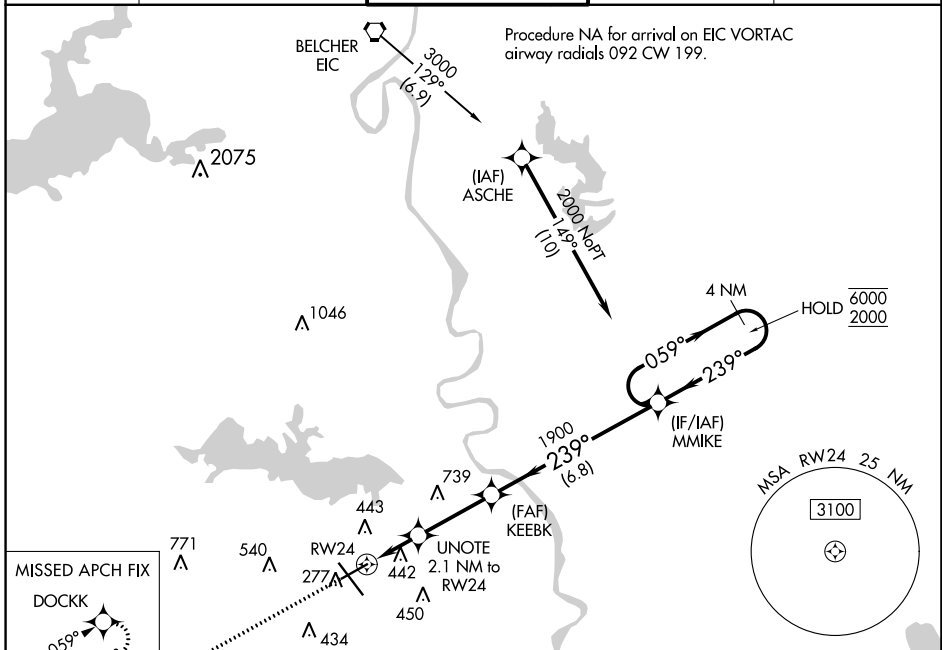 BELCHER
EIC
3000
129°
(6.9)
Procedure NA for arrival on EIC VORTAC
airway radials 092 CW 199.
2075
(IAF)
ASCHE
2000 NoPT
149°
(10)
4 NM
HOLD 6000
2000
059°
239°
1046
(IF/IAF)
MMIKE
1900
239°
(6.8)
MSA RW24 25 NM
3100
739
(FAF)
KEEBK
443
771
540
RW24
UNOTE
2.1 NM to
RW24
277
442
450
434
MISSED APCH FIX
DOCKK
059°